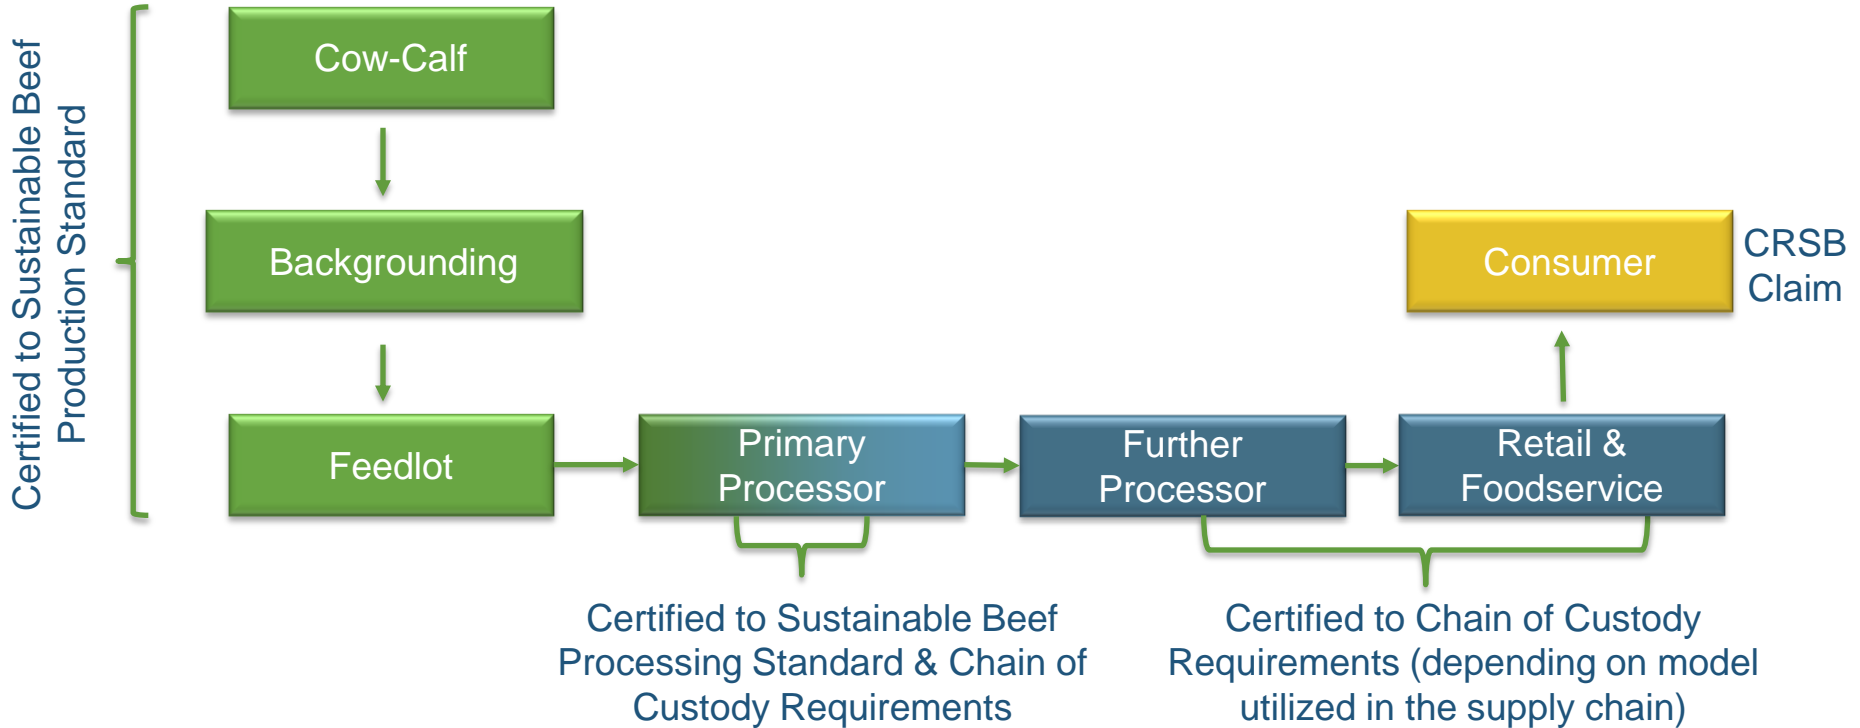 Certified to Sustainable Beef
Production Standard
Cow-Calf
Backgrounding
Feedlot
Primary
Processor
Further
Processor
Retail &
Foodservice
Consumer
CRSB
Claim
Certified to Sustainable Beef
Processing Standard & Chain of
Custody Requirements
Certified to Chain of Custody
Requirements (depending on model
utilized in the supply chain)